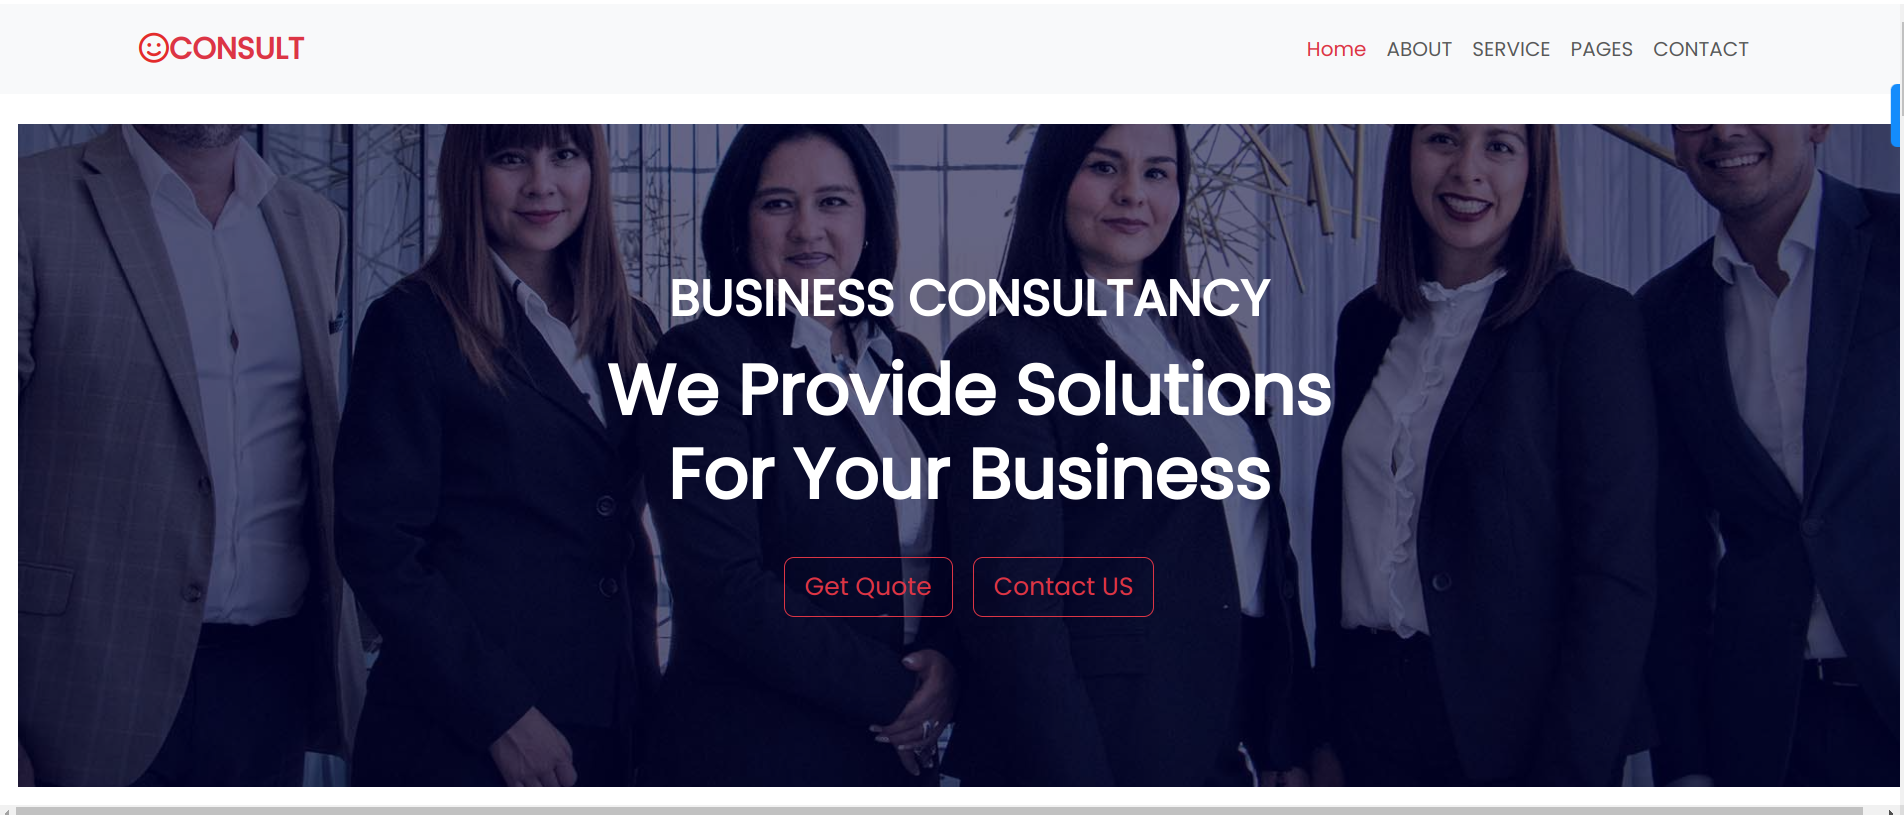 CONSULT
Home ABOUT SERVICE PAGES CONTACT
BUSINESS CONSULTANCY
We Provide Solutions
For Your Business
Get Quote Contact US